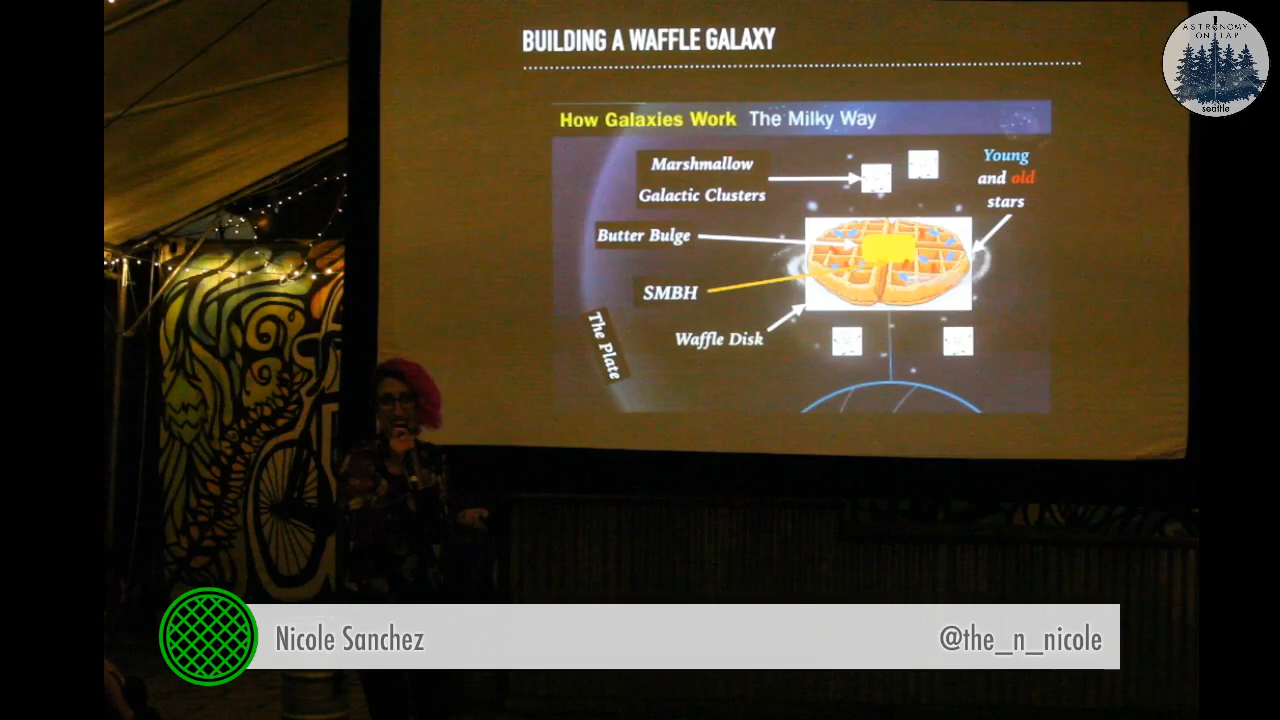 BUILDING A WAFFLE GALAXY
How Galaxies Work The Milky Way
Marshmallow
Galactic Clusters
Young
and old
stars
Butter Bulge
SMBH
Waffle Disk
The Plate
ASTRONOMY
ON TAP
seattle
Nicole Sanchez
@the_n_nicole